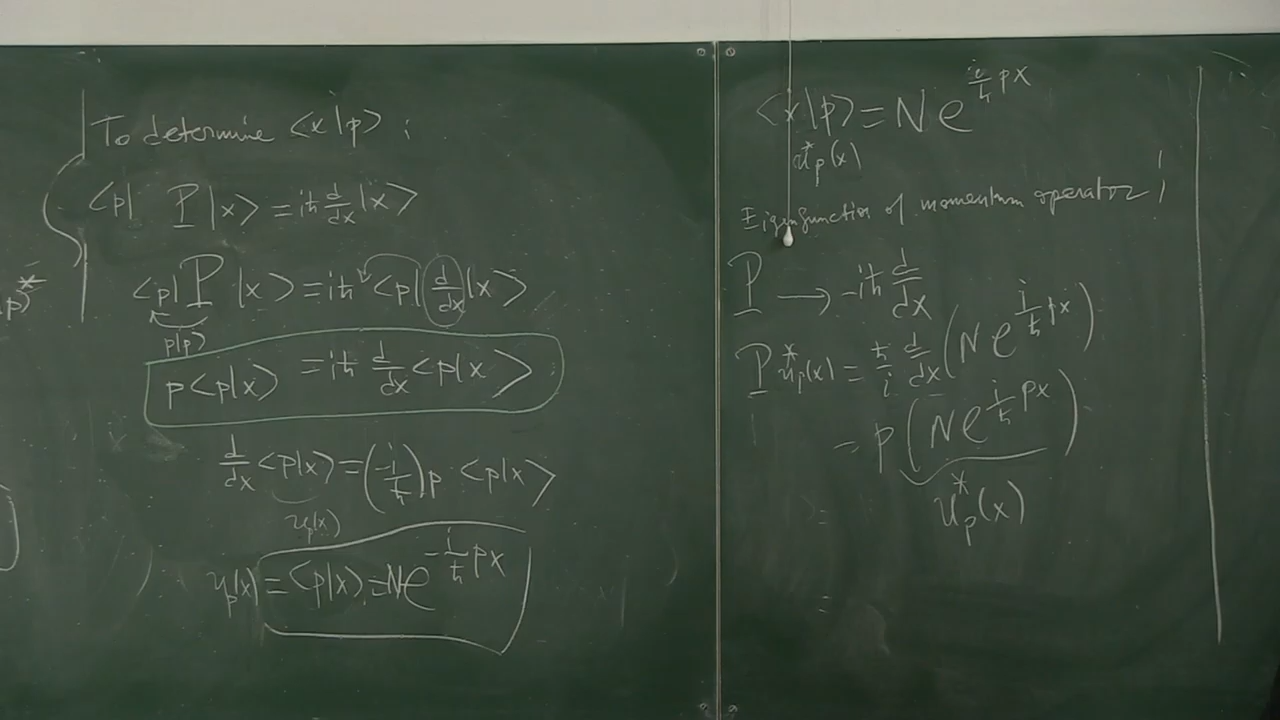 To determine <x|p> :
<p| P |x> = iħ d/dx |x>
<p| P |x> = iħ <p| d/dx |x>
p<p|
p<p|x> = iħ d/dx <p|x>
d/dx <p|x> = (-i/ħ) p <p|x>
u_p(x)
u_p(x) = <p|x> = N e^{-i/ħ px}
p)*
<x|p> = N e^{i/ħ px}
u*_p(x)
Eigenfunction of momentum operator !
P → -iħ d/dx
P u*_p(x) = ħ/i d/dx (N e^{i/ħ px})
= p (N e^{i/ħ px})
u*_p(x)
=
=